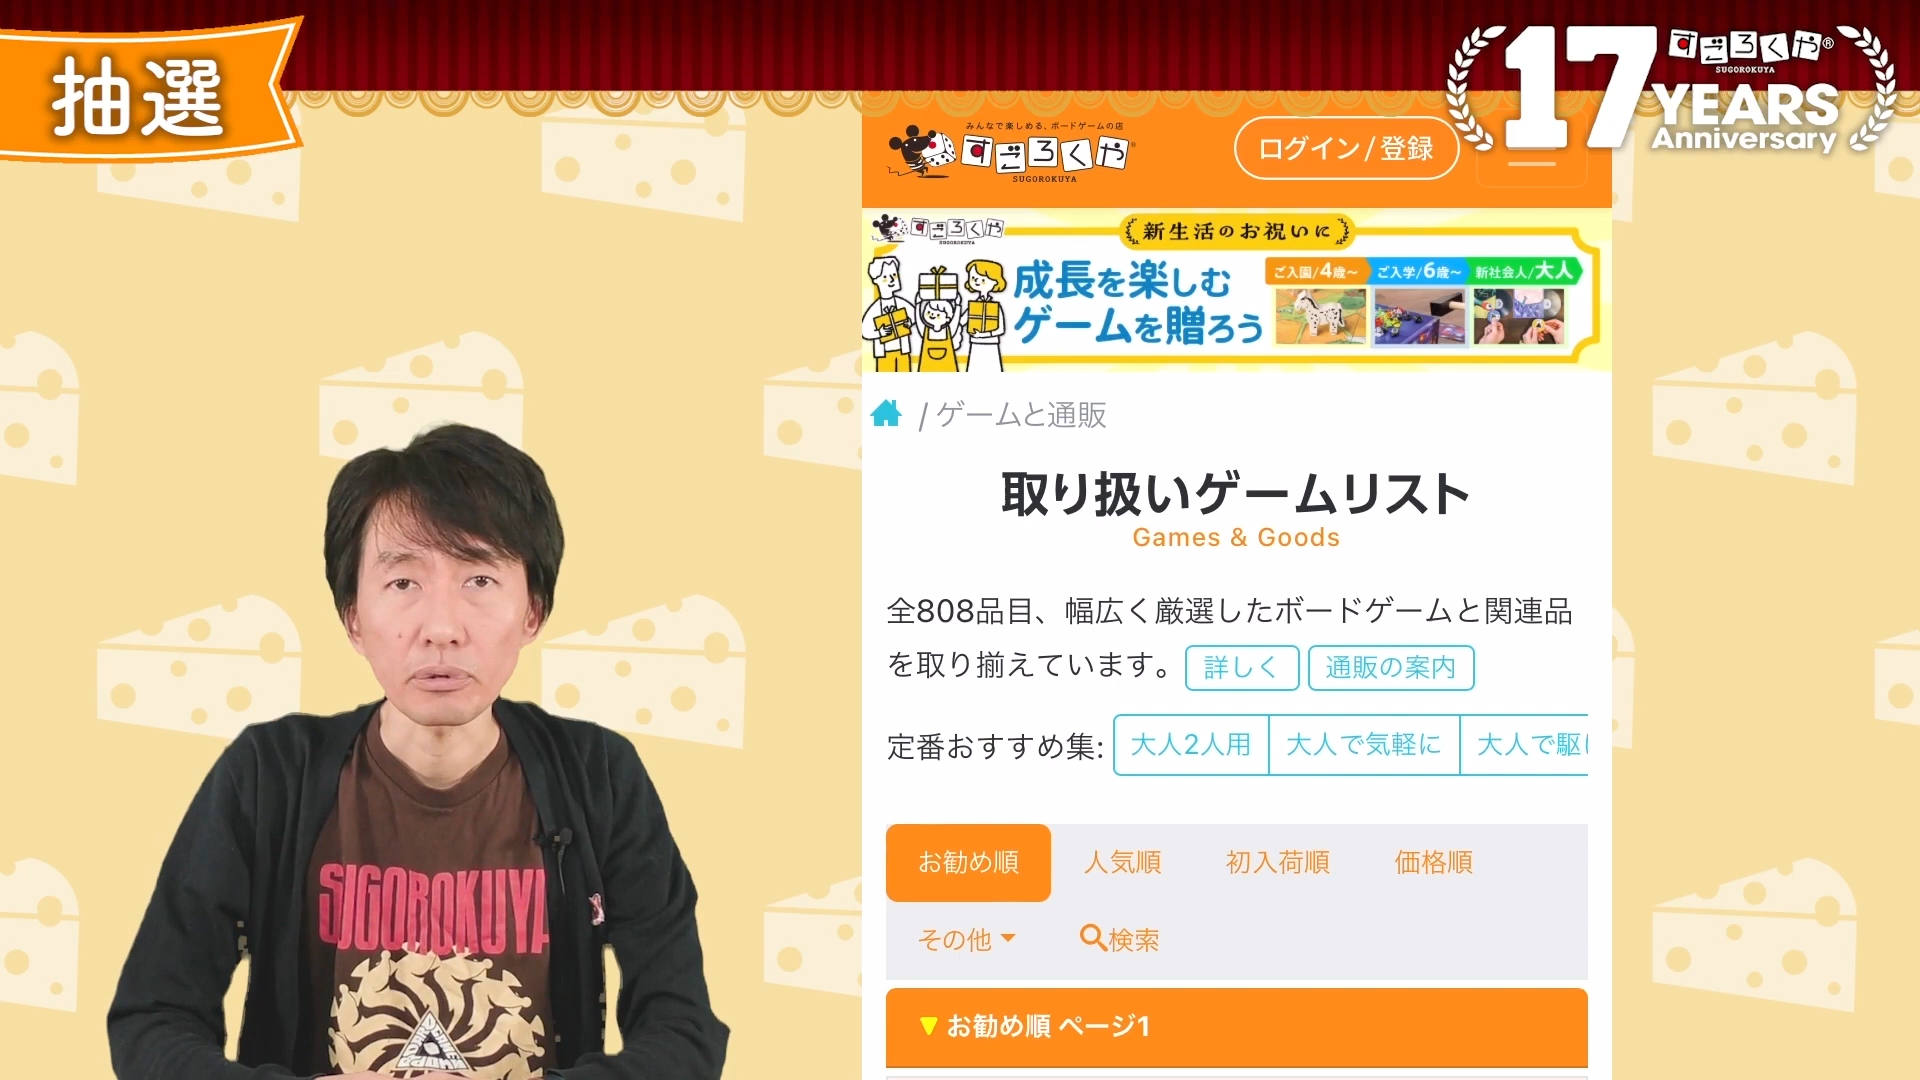 抽選
すごろくや®
SUGOROKUYA
17 YEARS
Anniversary
みんなで楽しめる、ボードゲームの店
すごろくや®
SUGOROKUYA
ログイン / 登録
すごろくや
SUGOROKUYA
新生活のお祝いに
成長を楽しむ
ゲームを贈ろう
ご入園/4歳~
ご入学/6歳~
新社会人/大人
/ ゲームと通販
取り扱いゲームリスト
Games & Goods
全808品目、幅広く厳選したボードゲームと関連品
を取り揃えています。 詳しく 通販の案内
定番おすすめ集: 大人2人用 大人で気軽に 大人で駆け
お勧め順 人気順 初入荷順 価格順
その他 検索
▼お勧め順 ページ1
SUGOROKUYA